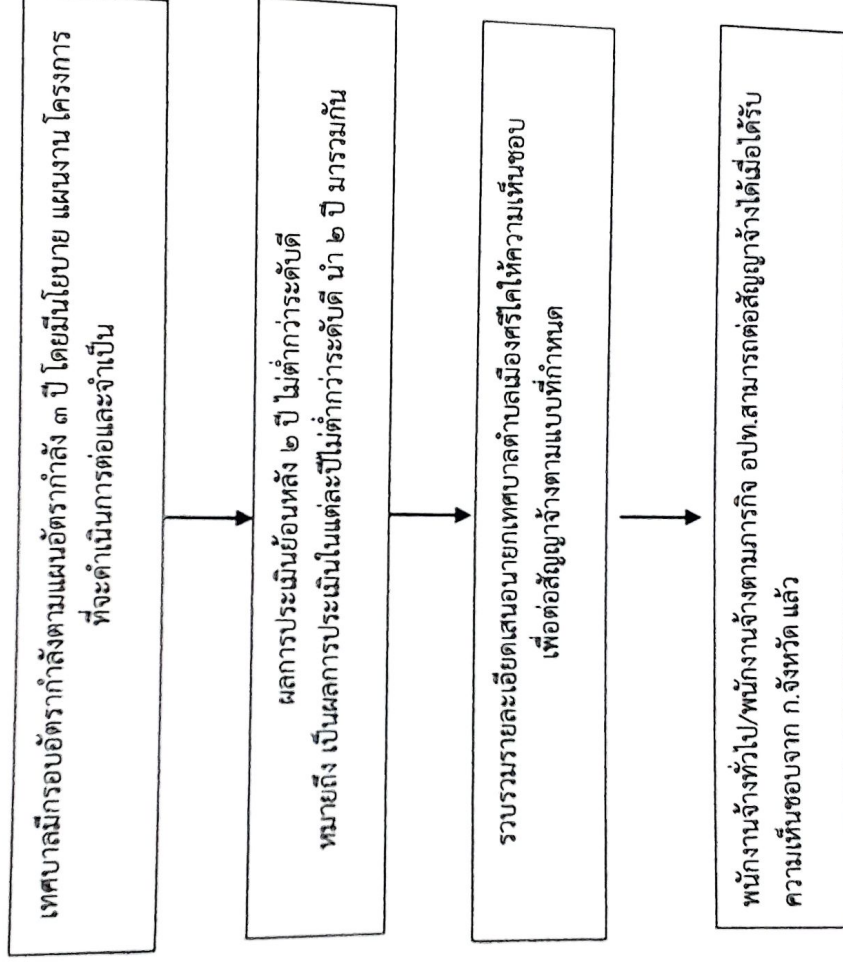 เทศบาลมีกรอบอัตรากำลังตามแผนอัตรากำลัง ๓ ปี โดยมีนโยบาย แผนงาน โครงการ
ที่จะดำเนินการต่อและจำเป็น
ผลการประเมินย้อนหลัง ๒ ปี ไม่ต่ำกว่าระดับดี
หมายถึง เป็นผลการประเมินในแต่ละปีไม่ต่ำกว่าระดับดี นำ ๒ ปี มารวมกัน
รวบรวมรายละเอียดเสนอนายกเทศบาลตำบลเมืองศรีไคให้ความเห็นชอบ
เพื่อต่อสัญญาจ้างตามแบบที่กำหนด
พนักงานจ้างทั่วไป/พนักงานจ้างตามภารกิจ อปท.สามารถต่อสัญญาจ้างได้เมื่อได้รับ
ความเห็นชอบจาก ก.จังหวัด แล้ว